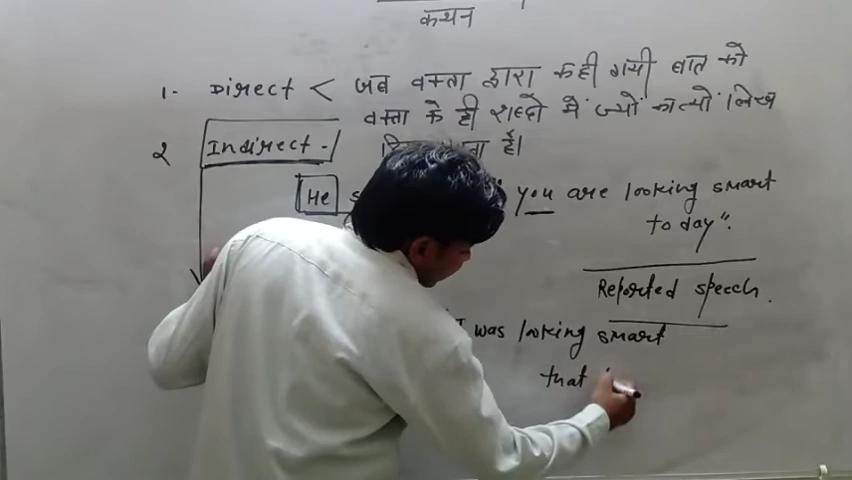 कथन
1- Direct < जब वक्ता द्वारा कही गयी बात को
वक्ता के ही शब्दों में ज्यों का त्यों लिख
2 Indirect - है।
He you are looking smart
to day".
Reported speech.
I was looking smart
that